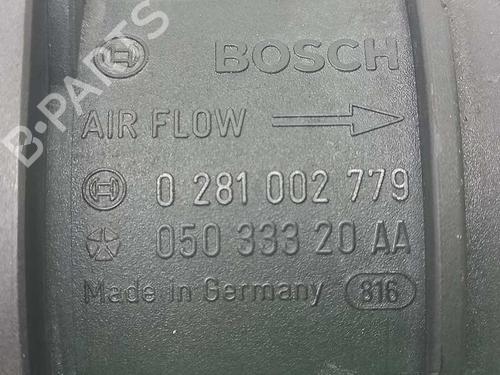 BOSCH
AIR FLOW
0 281 002 779
050 333 20 AA
Made in Germany 816
B-PARTS